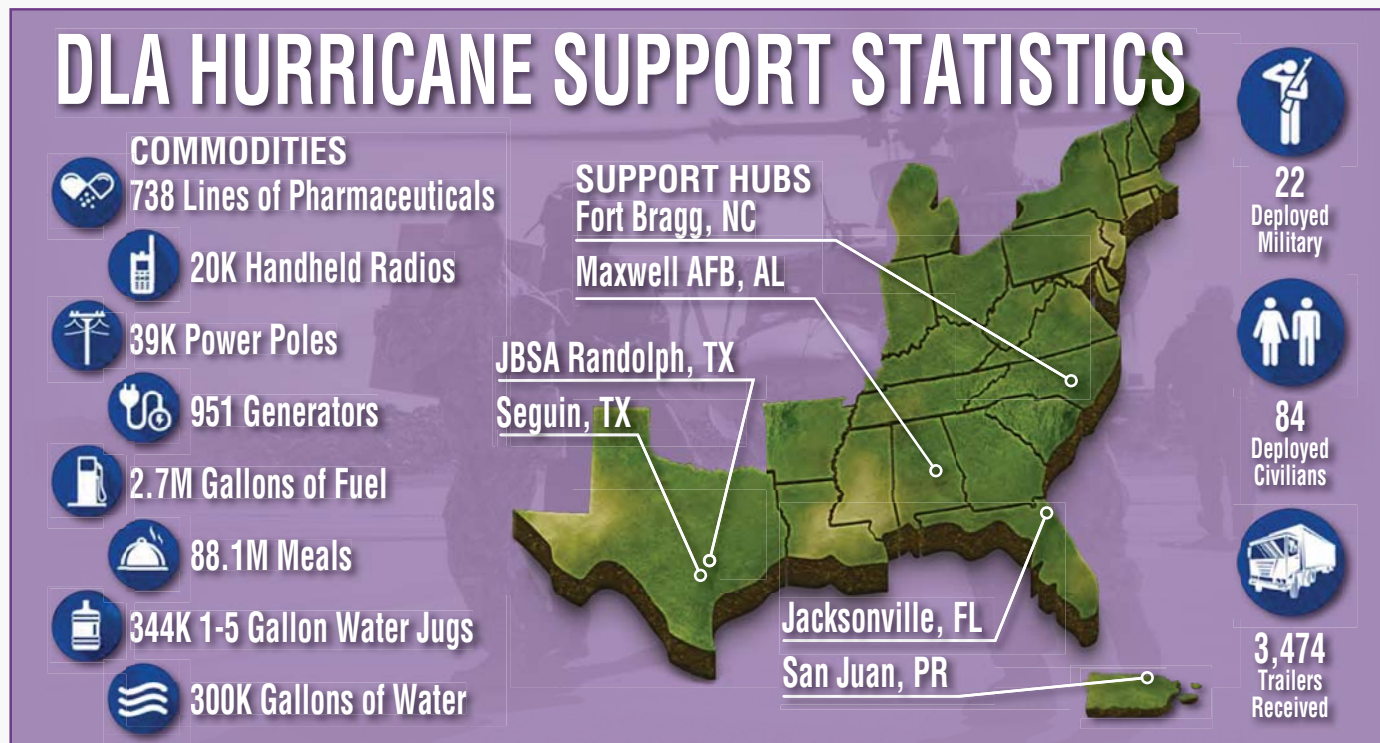 DLA HURRICANE SUPPORT STATISTICS
COMMODITIES
738 Lines of Pharmaceuticals
20K Handheld Radios
39K Power Poles
951 Generators
2.7M Gallons of Fuel
88.1M Meals
344K 1-5 Gallon Water Jugs
300K Gallons of Water
SUPPORT HUBS
Fort Bragg, NC
Maxwell AFB, AL
JBSA Randolph, TX
Seguin, TX
Jacksonville, FL
San Juan, PR
22
Deployed
Military
84
Deployed
Civilians
3,474
Trailers
Received